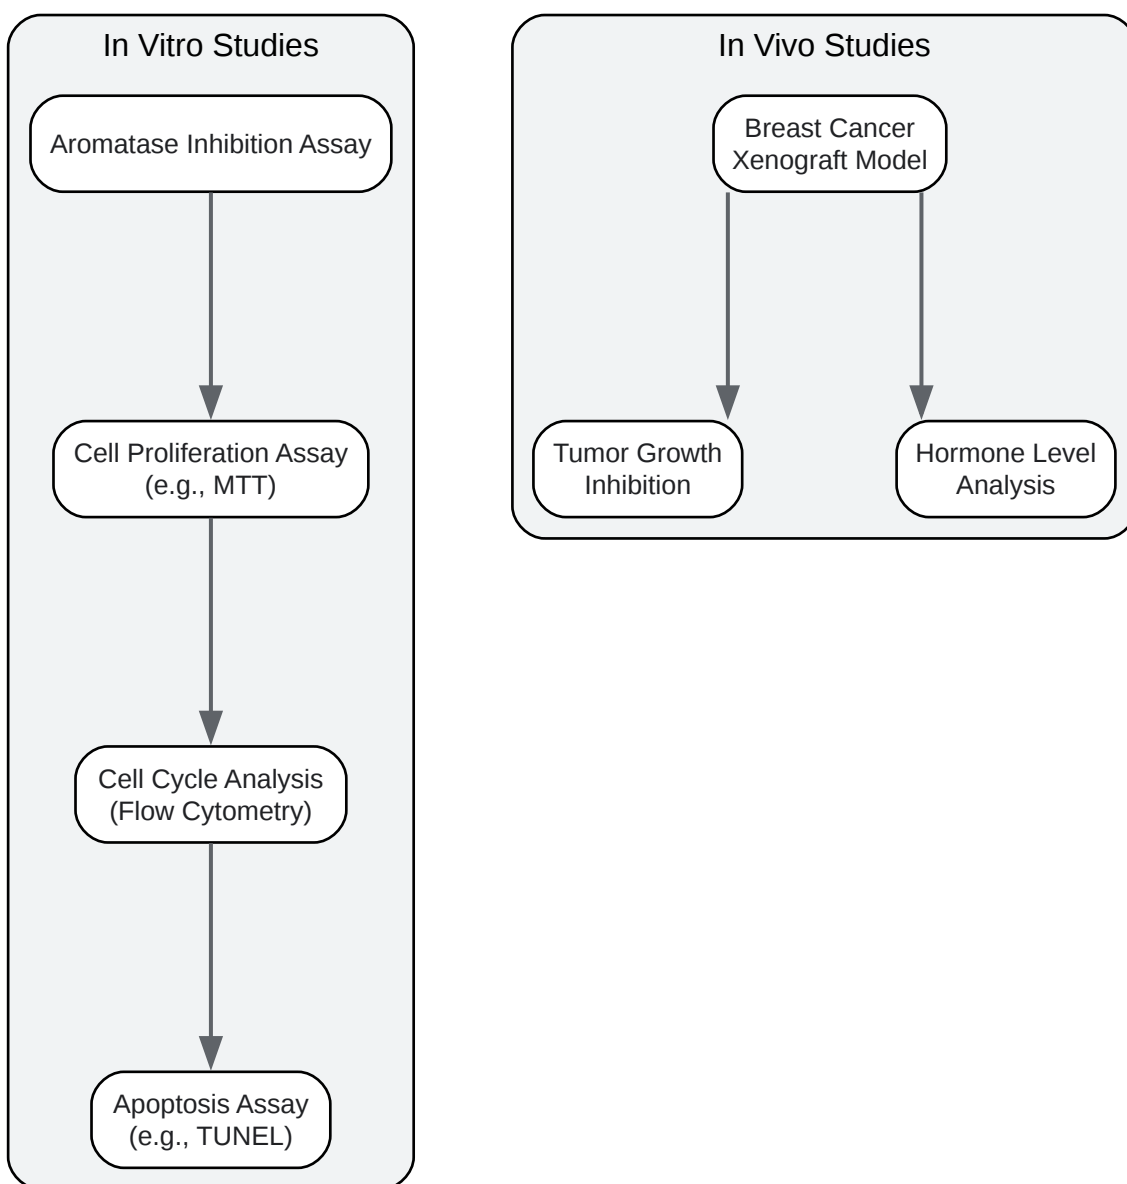 In Vitro Studies
Aromatase Inhibition Assay
Cell Proliferation Assay
(e.g., MTT)
Cell Cycle Analysis
(Flow Cytometry)
Apoptosis Assay
(e.g., TUNEL)
In Vivo Studies
Breast Cancer
Xenograft Model
Tumor Growth
Inhibition
Hormone Level
Analysis